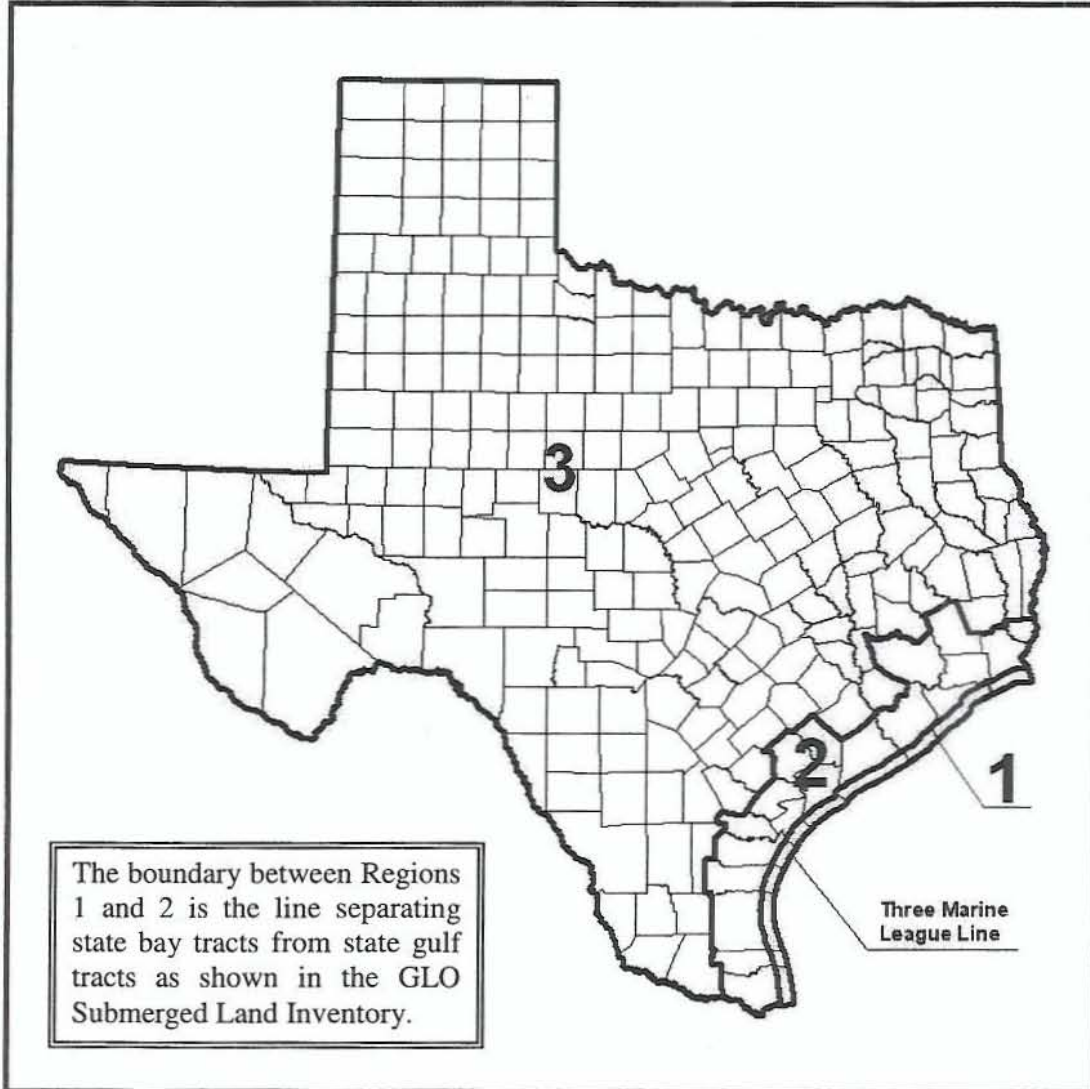 3
2
1
Three Marine
League Line
The boundary between Regions
1 and 2 is the line separating
state bay tracts from state gulf
tracts as shown in the GLO
Submerged Land Inventory.